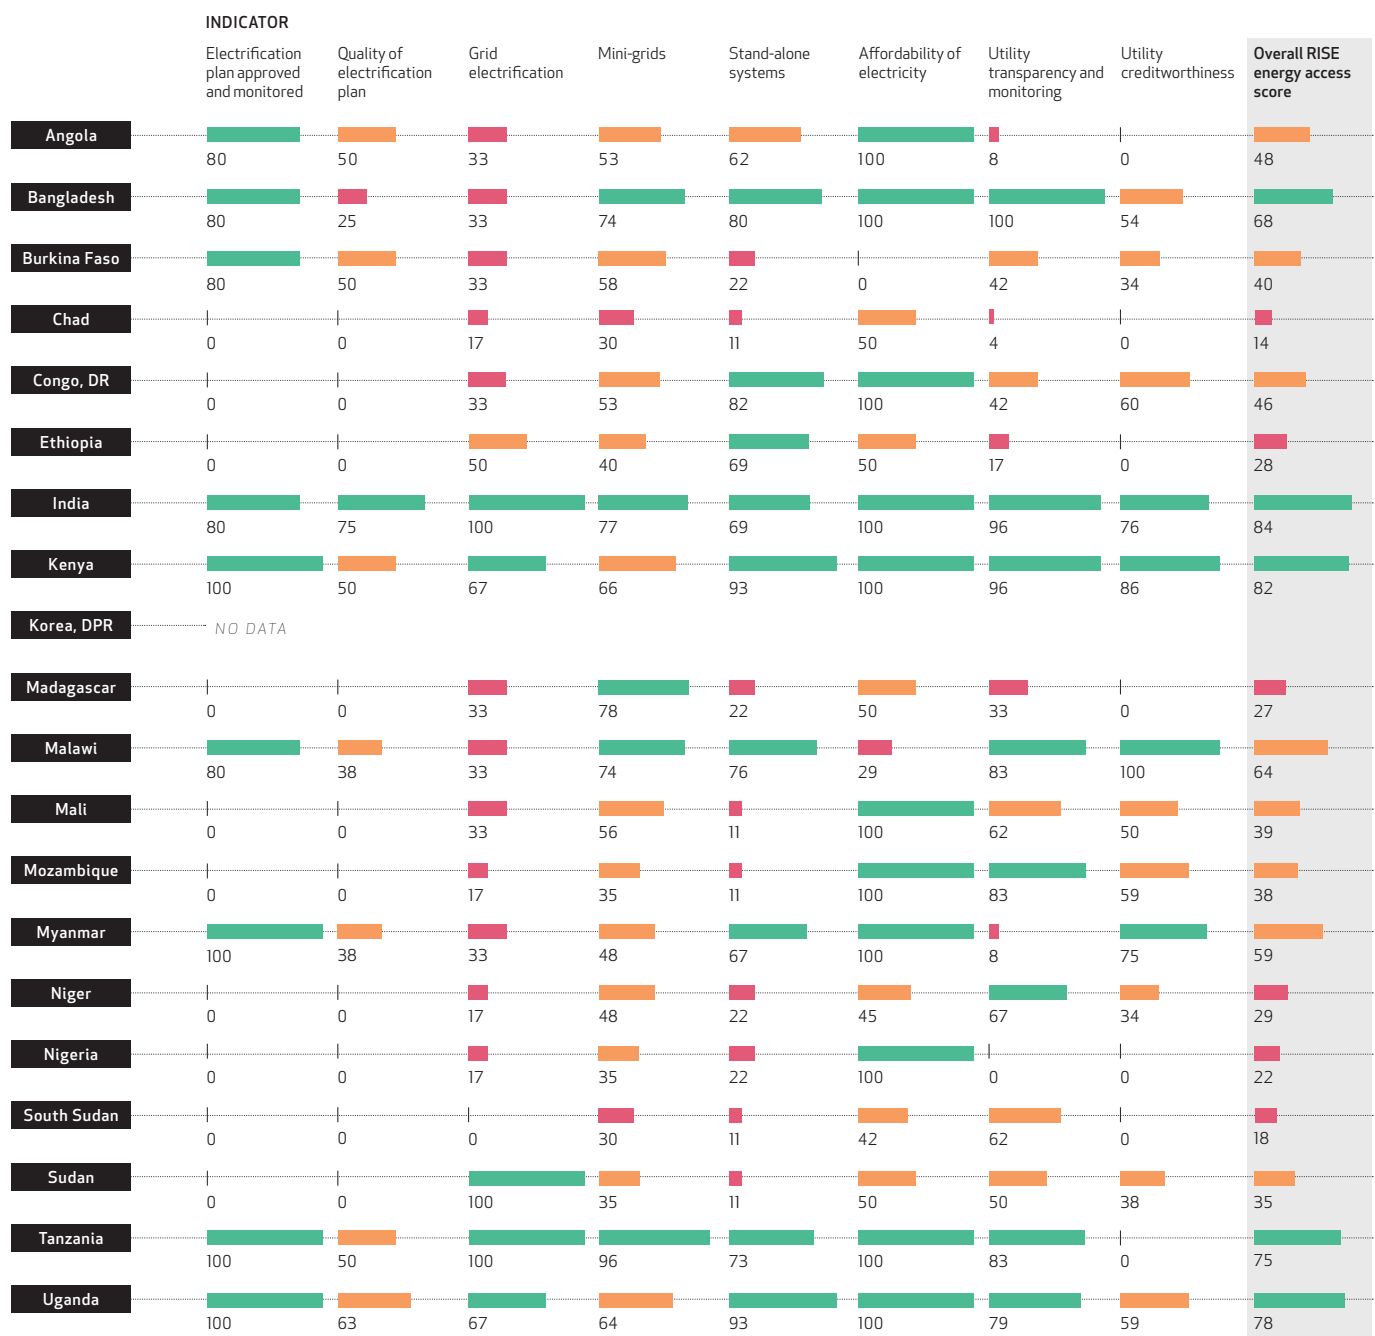 INDICATOR
Electrification plan approved and monitored
Quality of electrification plan
Grid electrification
Mini-grids
Stand-alone systems
Affordability of electricity
Utility transparency and monitoring
Utility creditworthiness
Overall RISE energy access score
Angola
80 50 33 53 62 100 8 0 48
Bangladesh
80 25 33 74 80 100 100 54 68
Burkina Faso
80 50 33 58 22 0 42 34 40
Chad
0 0 17 30 11 50 4 0 14
Congo, DR
0 0 33 53 82 100 42 60 46
Ethiopia
0 0 50 40 69 50 17 0 28
India
80 75 100 77 69 100 96 76 84
Kenya
100 50 67 66 93 100 96 86 82
Korea, DPR
NO DATA
Madagascar
0 0 33 78 22 50 33 0 27
Malawi
80 38 33 74 76 29 83 100 64
Mali
0 0 33 56 11 100 62 50 39
Mozambique
0 0 17 35 11 100 83 59 38
Myanmar
100 38 33 48 67 100 8 75 59
Niger
0 0 17 48 22 45 67 34 29
Nigeria
0 0 17 35 22 100 0 0 22
South Sudan
0 0 0 30 11 42 62 0 18
Sudan
0 0 100 35 11 50 50 38 35
Tanzania
100 50 100 96 73 100 83 0 75
Uganda
100 63 67 64 93 100 79 59 78